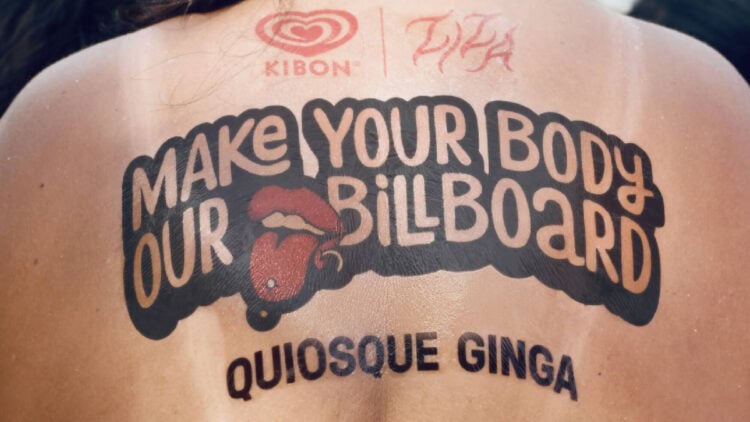 KIBON® | ZIZA
MAKE YOUR BODY
OUR BILLBOARD
QUIOSQUE GINGA